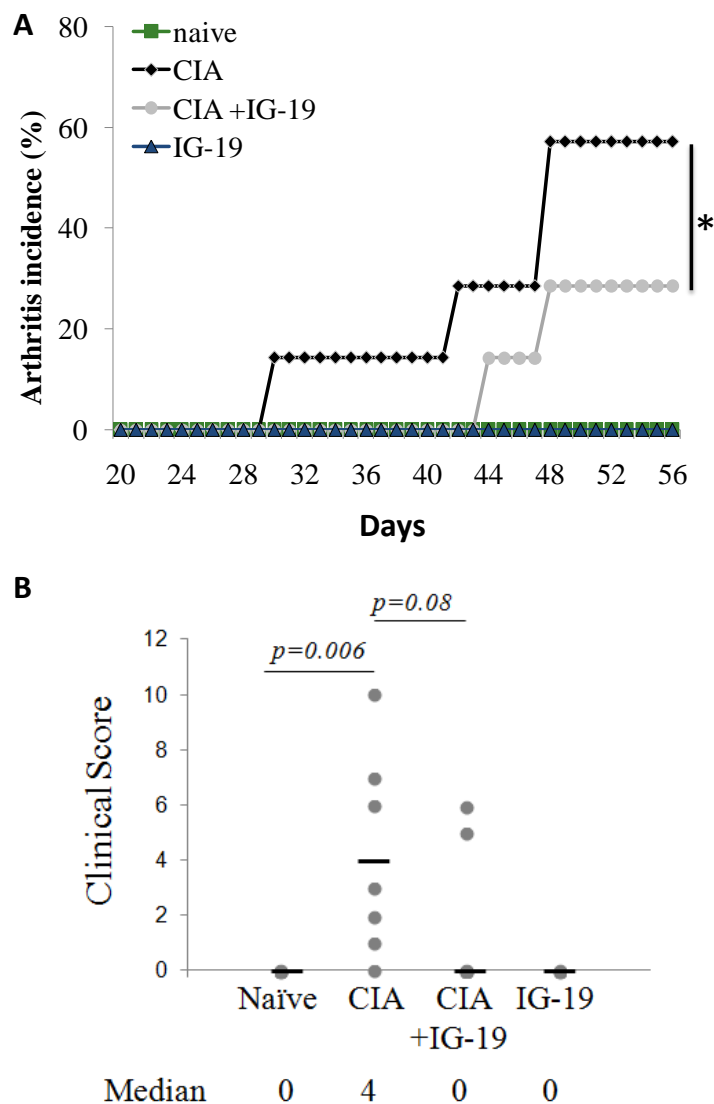 A
80
60
40
20
0
Arthritis incidence (%)
naive
CIA
CIA +IG-19
IG-19
*
20 24 28 32 36 40 44 48 52 56
Days
B
p=0.08
p=0.006
12
10
8
6
4
2
0
Clinical Score
Naïve CIA CIA IG-19
+IG-19
Median 0 4 0 0